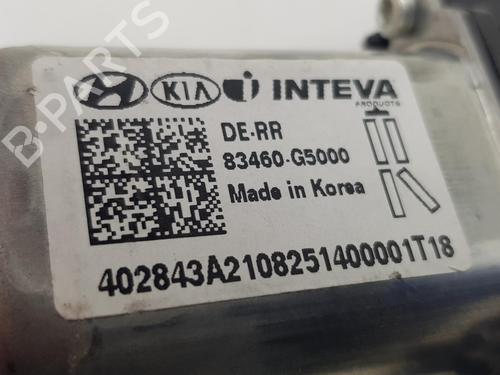 KIA INTEVA
PRODUCTS
DE-RR
83460-G5000
Made in Korea
402843A2108251400001T18
B-PARTS